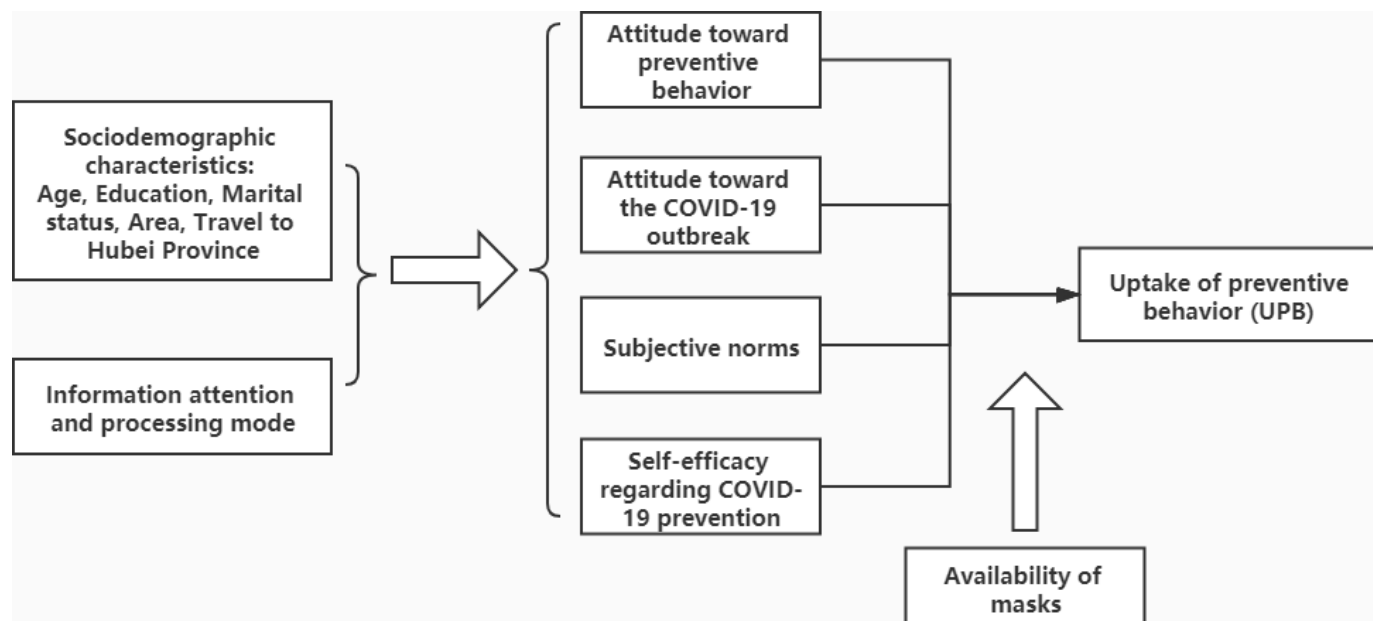 Sociodemographic
characteristics:
Age, Education, Marital
status, Area, Travel to
Hubei Province
Information attention
and processing mode
Attitude toward
preventive
behavior
Attitude toward
the COVID-19
outbreak
Subjective norms
Self-efficacy
regarding COVID-
19 prevention
Uptake of preventive
behavior (UPB)
Availability of
masks